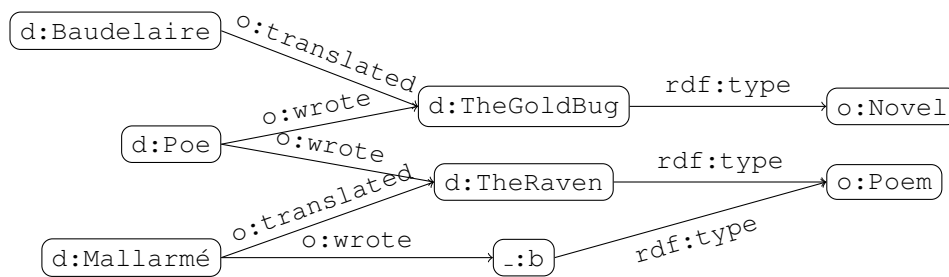 d:Baudelaire
o:translated
d:TheGoldBug
rdf:type
o:Novel
o:wrote
d:Poe
o:wrote
d:TheRaven
rdf:type
o:Poem
o:translated
d:Mallarmé
o:wrote
_:b
rdf:type